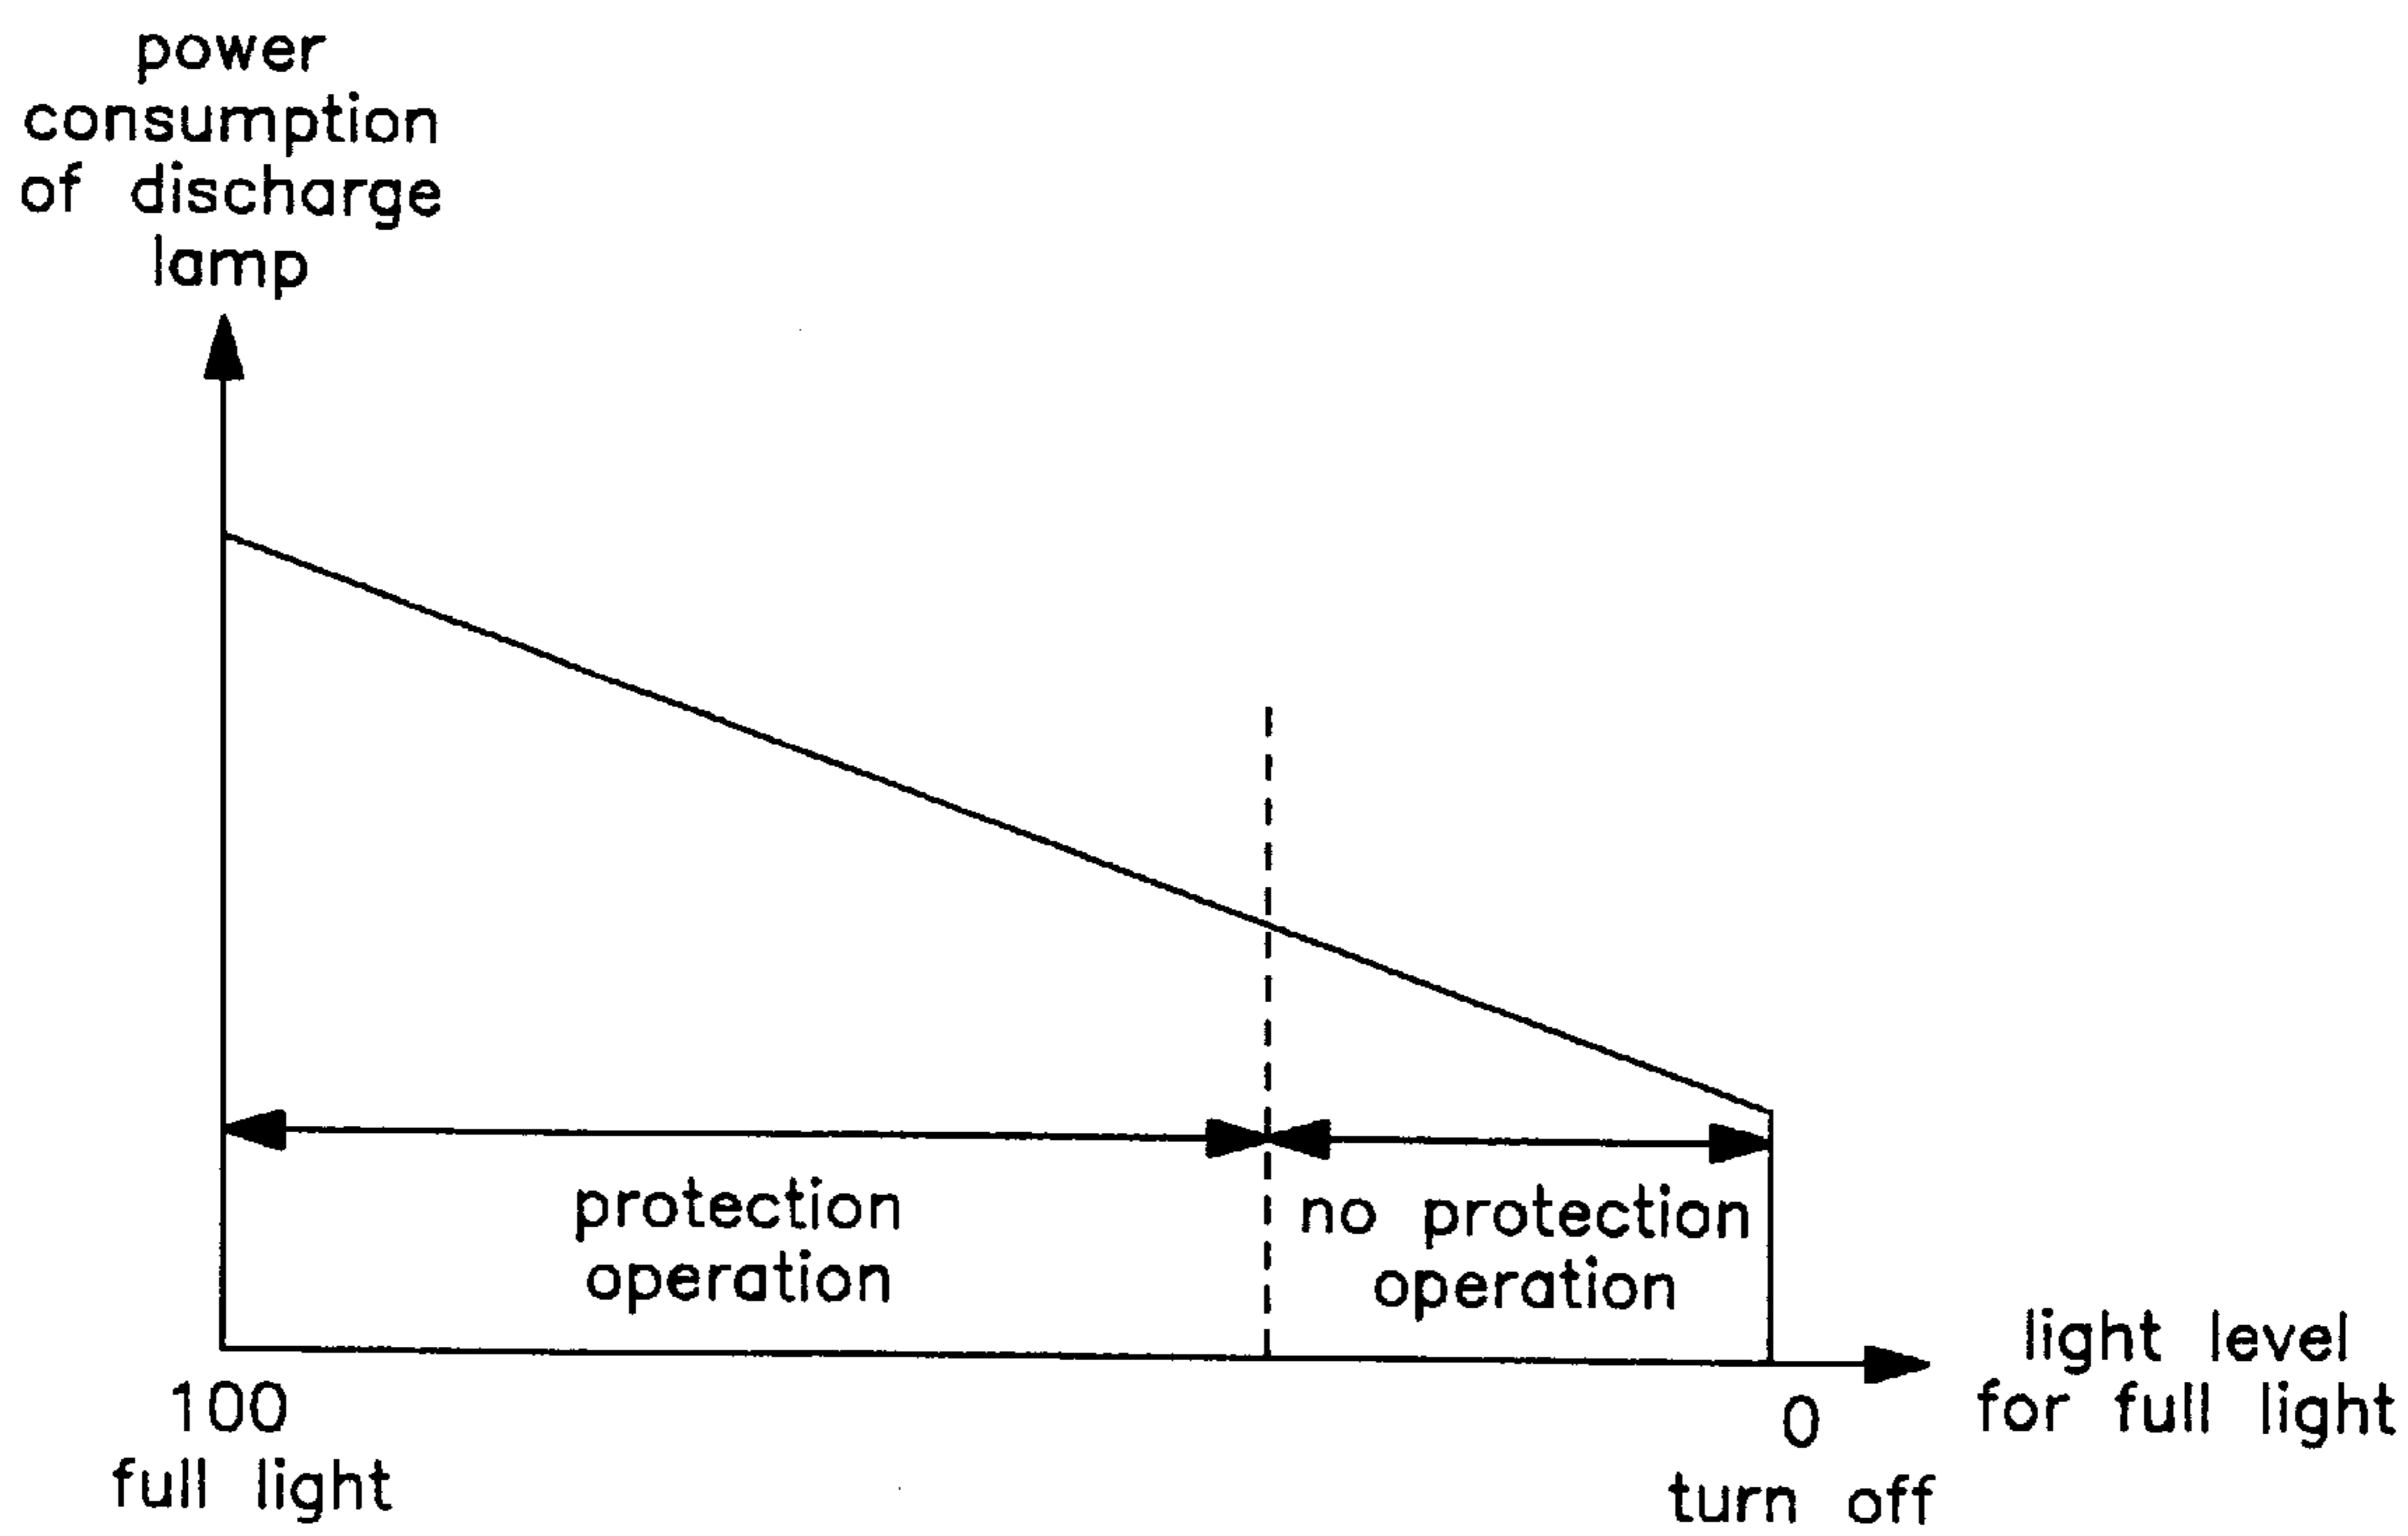 power
consumption
of discharge
lamp
protection
operation
no protection
operation
light level
for full light
100
full light
0
turn off